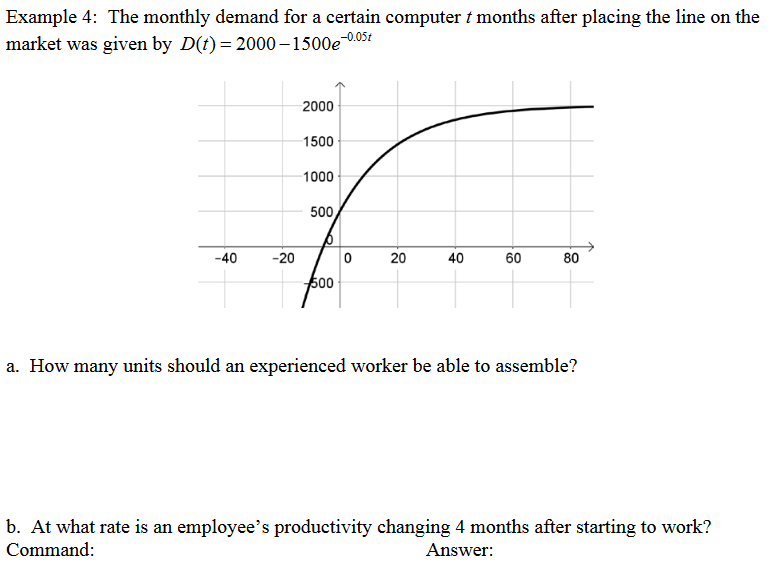 Example 4:  The monthly demand for a certain computer t months after placing the line on the
market was given by D(t) = 2000 – 1500e^{-0.05t}
2000
1500
1000
500
0
-40 -20 0 20 40 60 80
-500
a.  How many units should an experienced worker be able to assemble?
b.  At what rate is an employee’s productivity changing 4 months after starting to work?
Command: Answer: